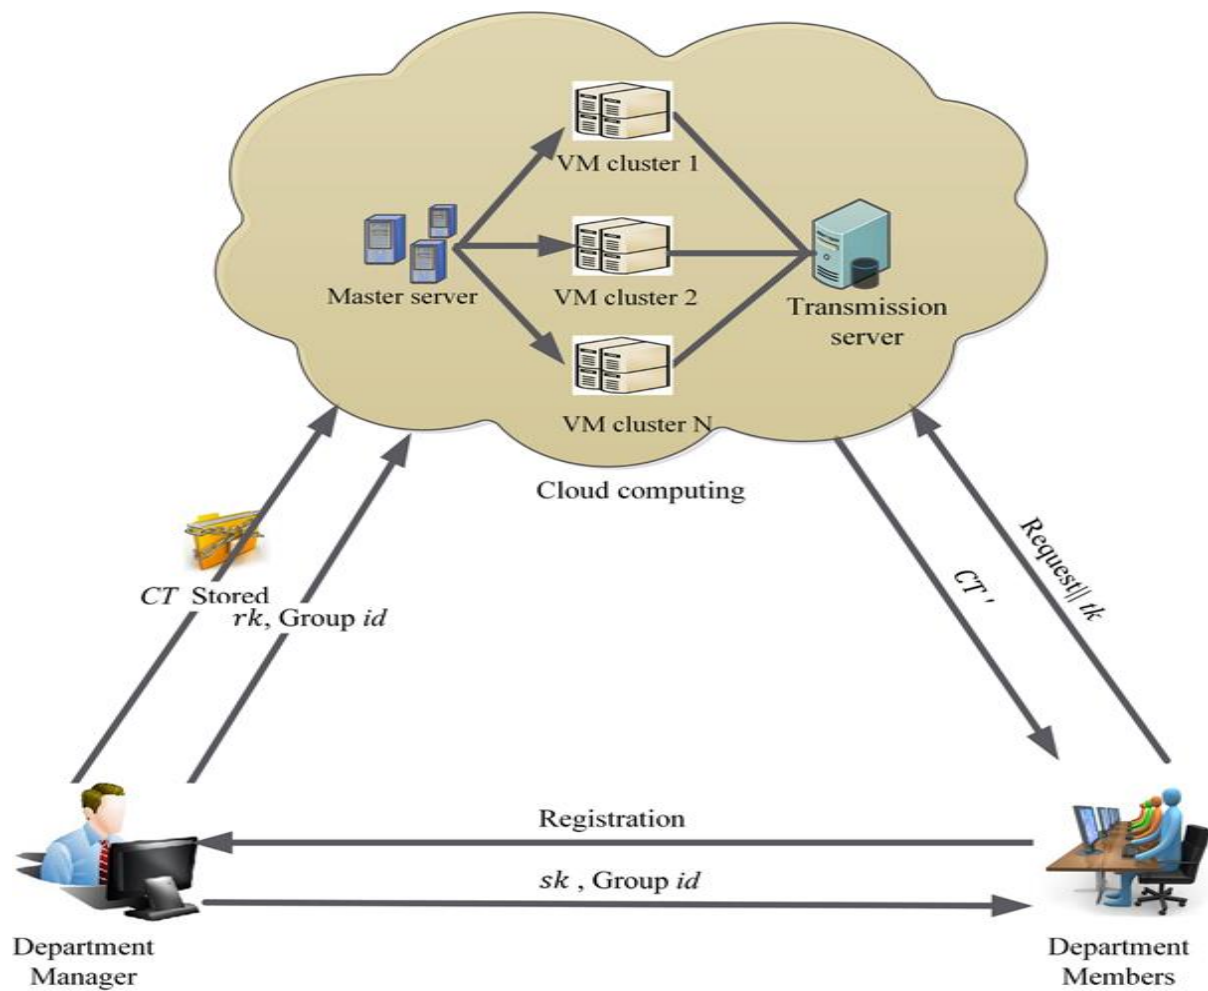 VM cluster 1
Master server
VM cluster 2
Transmission
server
VM cluster N
Cloud computing
CT Stored
rk, Group id
CT '
Request|| tk
Registration
sk , Group id
Department
Manager
Department
Members